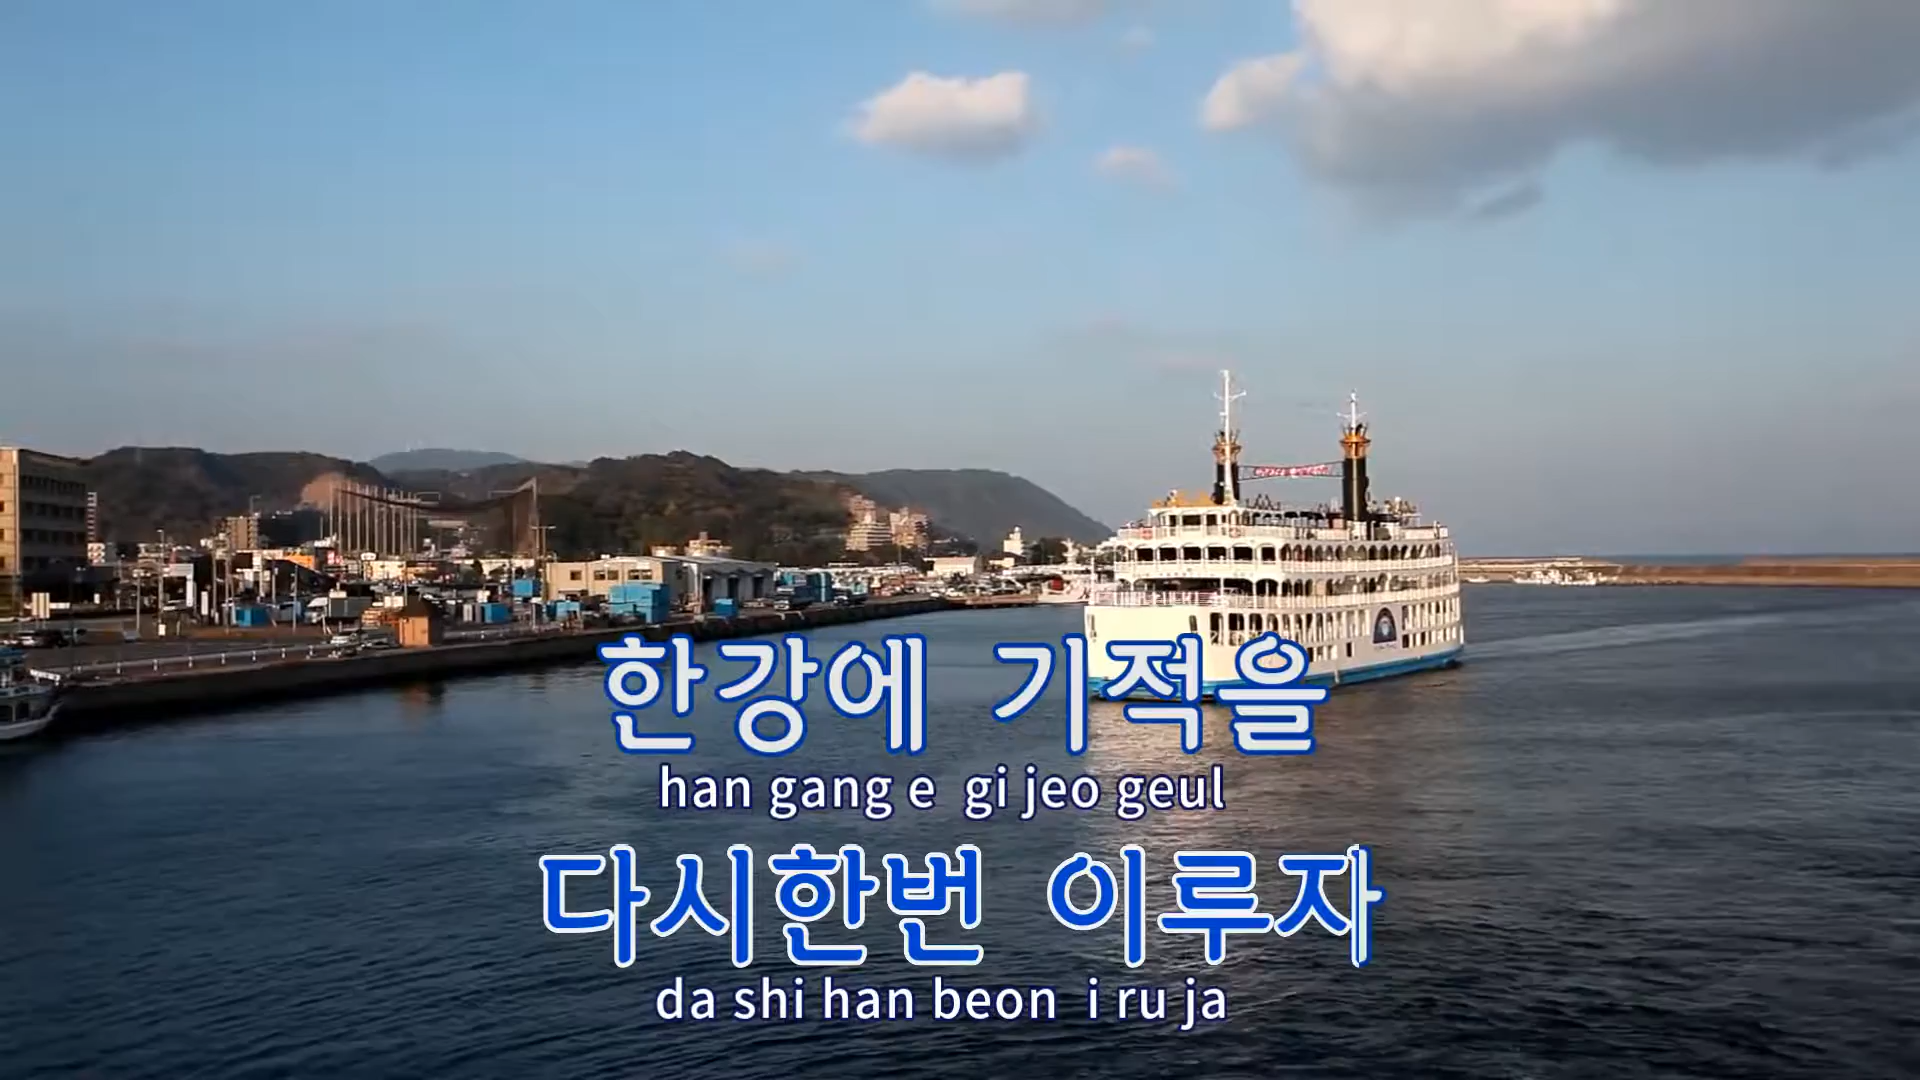 한강에 기적을
han gang e gi jeo geul
다시한번 이루자
da shi han beon i ru ja